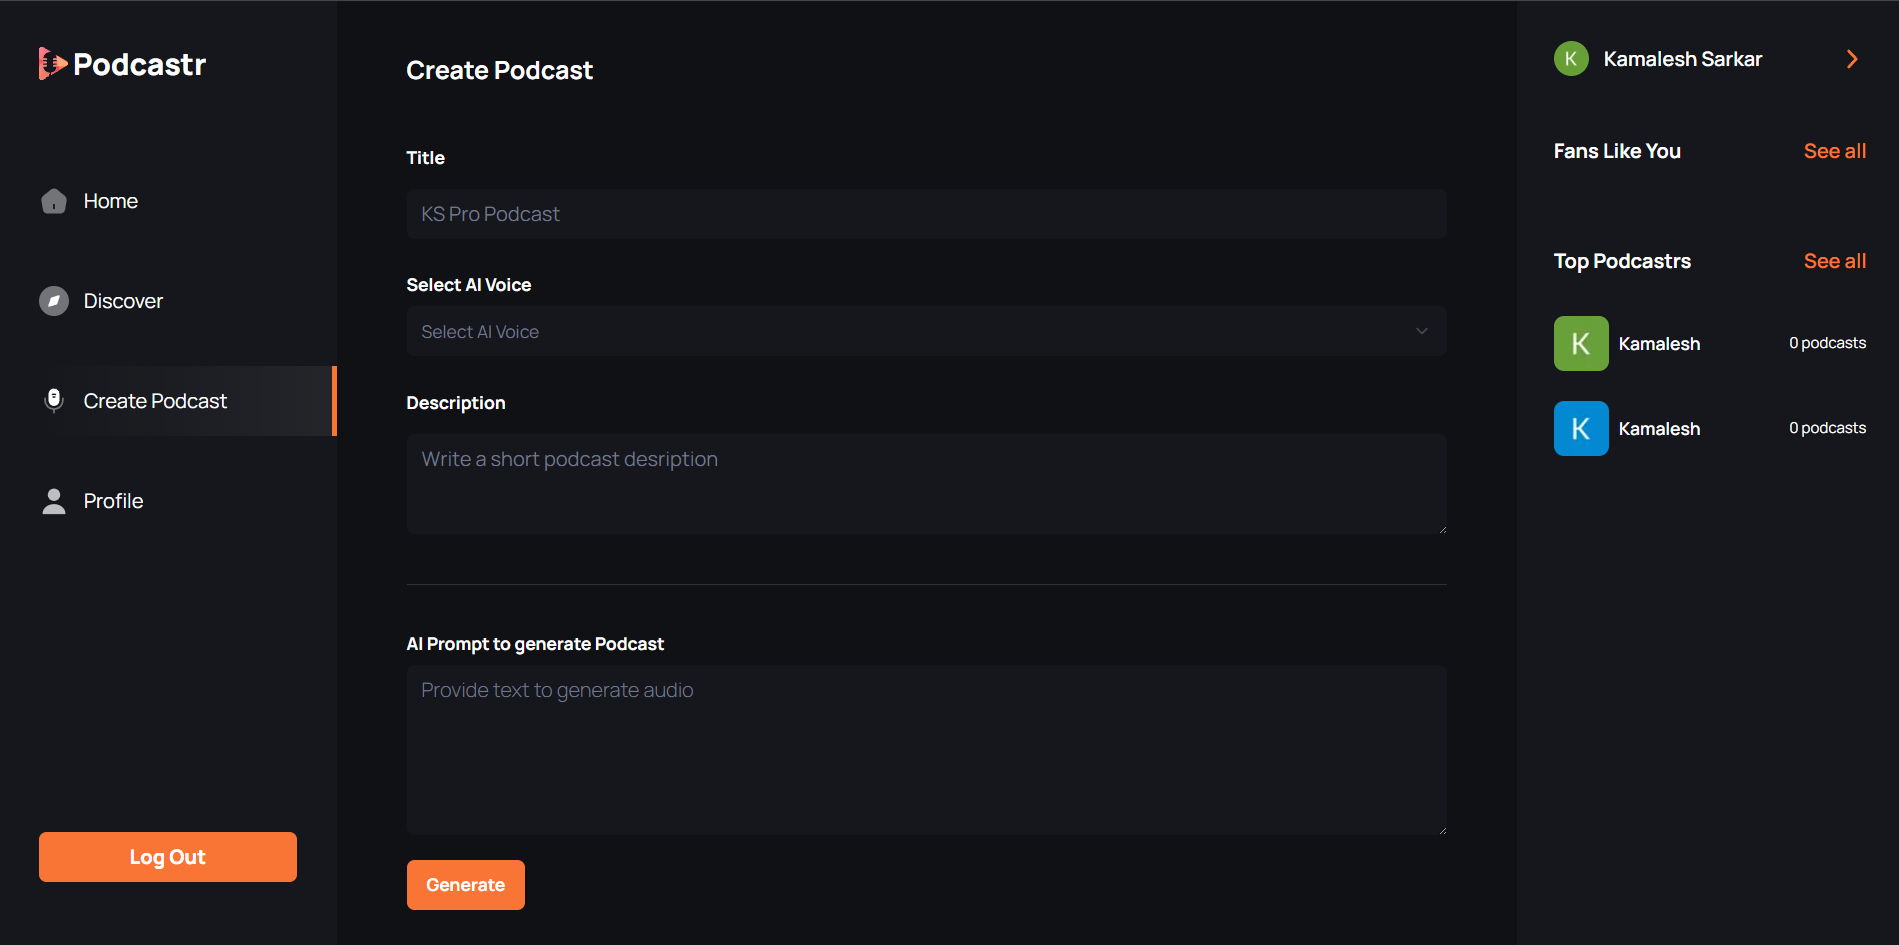 Podcastr
Home
Discover
Create Podcast
Profile
Log Out
Create Podcast
Title
KS Pro Podcast
Select AI Voice
Select AI Voice
Description
Write a short podcast desription
AI Prompt to generate Podcast
Provide text to generate audio
Generate
K Kamalesh Sarkar
Fans Like You See all
Top Podcastrs See all
K Kamalesh 0 podcasts
K Kamalesh 0 podcasts